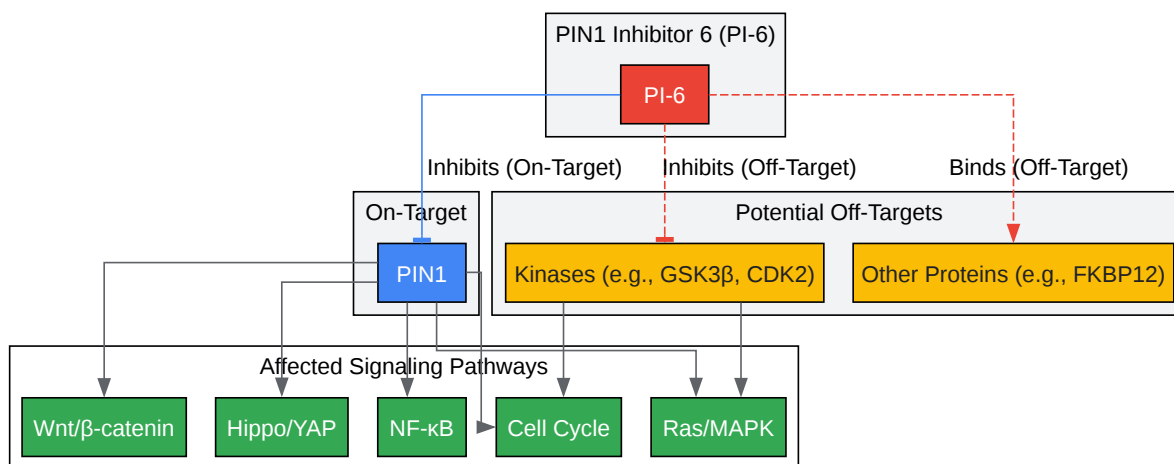 PIN1 Inhibitor 6 (PI-6)
PI-6
Inhibits (On-Target)
Inhibits (Off-Target)
Binds (Off-Target)
On-Target
Potential Off-Targets
PIN1
Kinases (e.g., GSK3β, CDK2)
Other Proteins (e.g., FKBP12)
Affected Signaling Pathways
Wnt/β-catenin
Hippo/YAP
NF-κB
Cell Cycle
Ras/MAPK